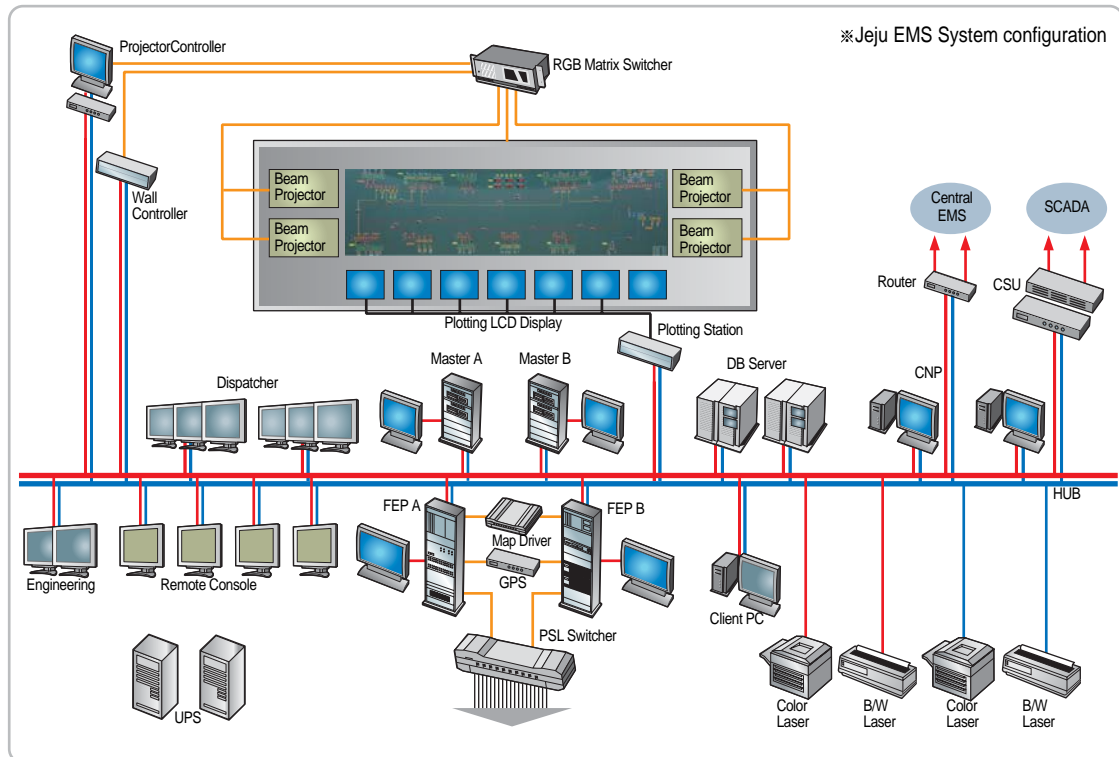 ※Jeju EMS System configuration
ProjectorController
RGB Matrix Switcher
Wall
Controller
Beam
Projector
Beam
Projector
Beam
Projector
Beam
Projector
Central
EMS
SCADA
Router
CSU
Plotting LCD Display
Plotting Station
Master A
Master B
DB Server
CNP
Dispatcher
HUB
FEP A
FEP B
Map Driver
GPS
Engineering
Remote Console
Client PC
PSL Switcher
UPS
Color
Laser
B/W
Laser
Color
Laser
B/W
Laser